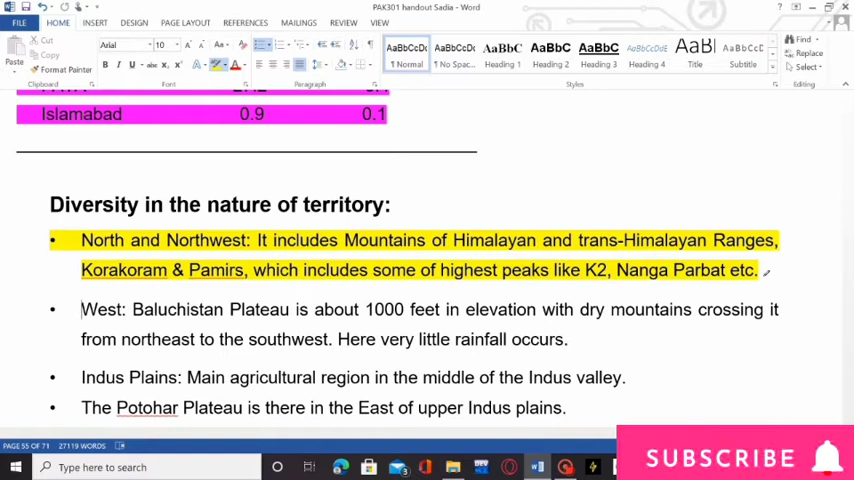 PAK301 handout Sadia - Word
FILE HOME INSERT DESIGN PAGE LAYOUT REFERENCES MAILINGS REVIEW VIEW
Cut
Copy
Format Painter
Paste
Clipboard
Arial 10
Font
Paragraph
AaBbCcDc AaBbCcDc AaBbC AaBbCc AaBbCc AaBbCcDdE AaBl AaBbCcD
¶ Normal ¶ No Spac... Heading 1 Heading 2 Heading 3 Heading 4 Title Subtitle
Styles
Find
Replace
Select
Editing
Islamabad 0.9 0.1
Diversity in the nature of territory:
• North and Northwest: It includes Mountains of Himalayan and trans-Himalayan Ranges,
Korakoram & Pamirs, which includes some of highest peaks like K2, Nanga Parbat etc.
• West: Baluchistan Plateau is about 1000 feet in elevation with dry mountains crossing it
from northeast to the southwest. Here very little rainfall occurs.
• Indus Plains: Main agricultural region in the middle of the Indus valley.
• The Potohar Plateau is there in the East of upper Indus plains.
PAGE 55 OF 71 27119 WORDS
SUBSCRIBE
Type here to search